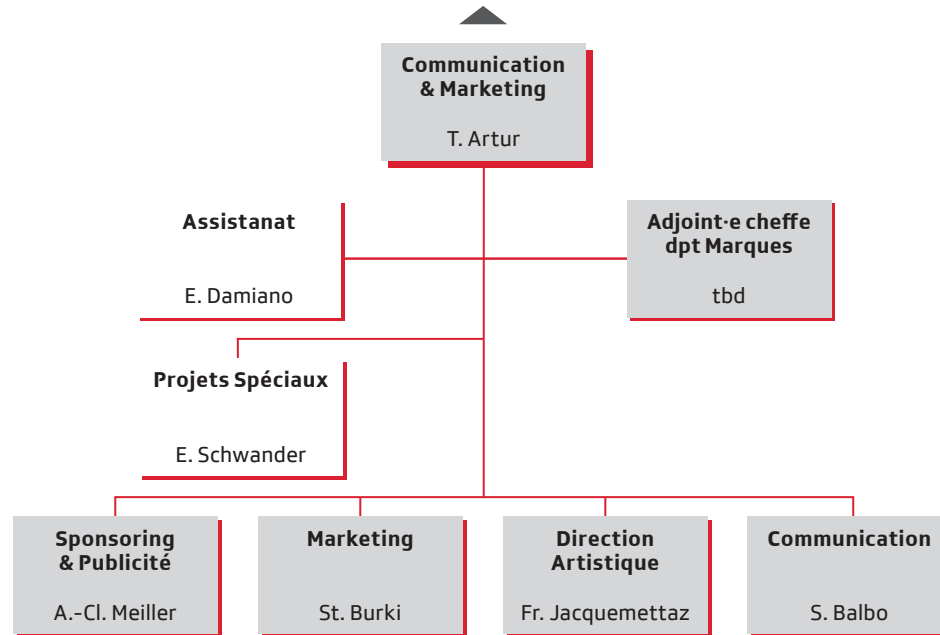 Communication
& Marketing
T. Artur
Assistanat
E. Damiano
Adjoint·e cheffe
dpt Marques
tbd
Projets Spéciaux
E. Schwander
Sponsoring
& Publicité
A.-Cl. Meiller
Marketing
St. Burki
Direction
Artistique
Fr. Jacquemettaz
Communication
S. Balbo